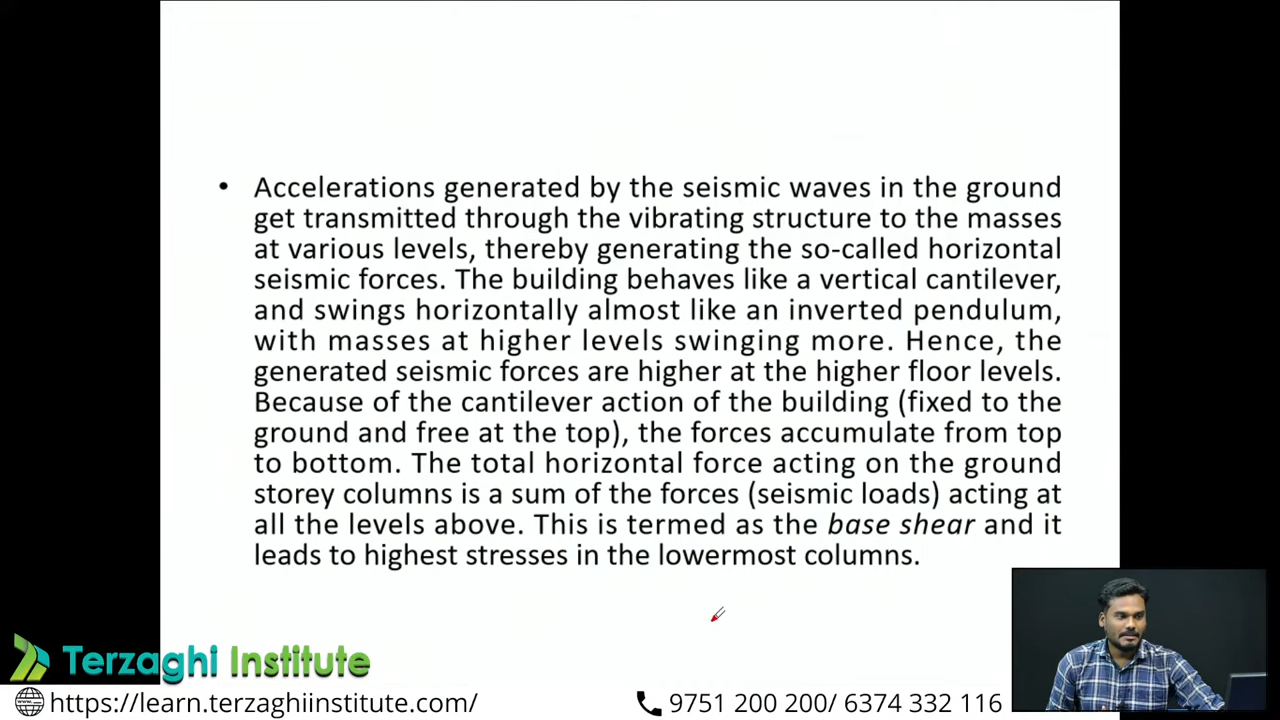 • Accelerations generated by the seismic waves in the ground
get transmitted through the vibrating structure to the masses
at various levels, thereby generating the so-called horizontal
seismic forces. The building behaves like a vertical cantilever,
and swings horizontally almost like an inverted pendulum,
with masses at higher levels swinging more. Hence, the
generated seismic forces are higher at the higher floor levels.
Because of the cantilever action of the building (fixed to the
ground and free at the top), the forces accumulate from top
to bottom. The total horizontal force acting on the ground
storey columns is a sum of the forces (seismic loads) acting at
all the levels above. This is termed as the base shear and it
leads to highest stresses in the lowermost columns.
Terzaghi Institute
https://learn.terzaghiinstitute.com/
9751 200 200/ 6374 332 116